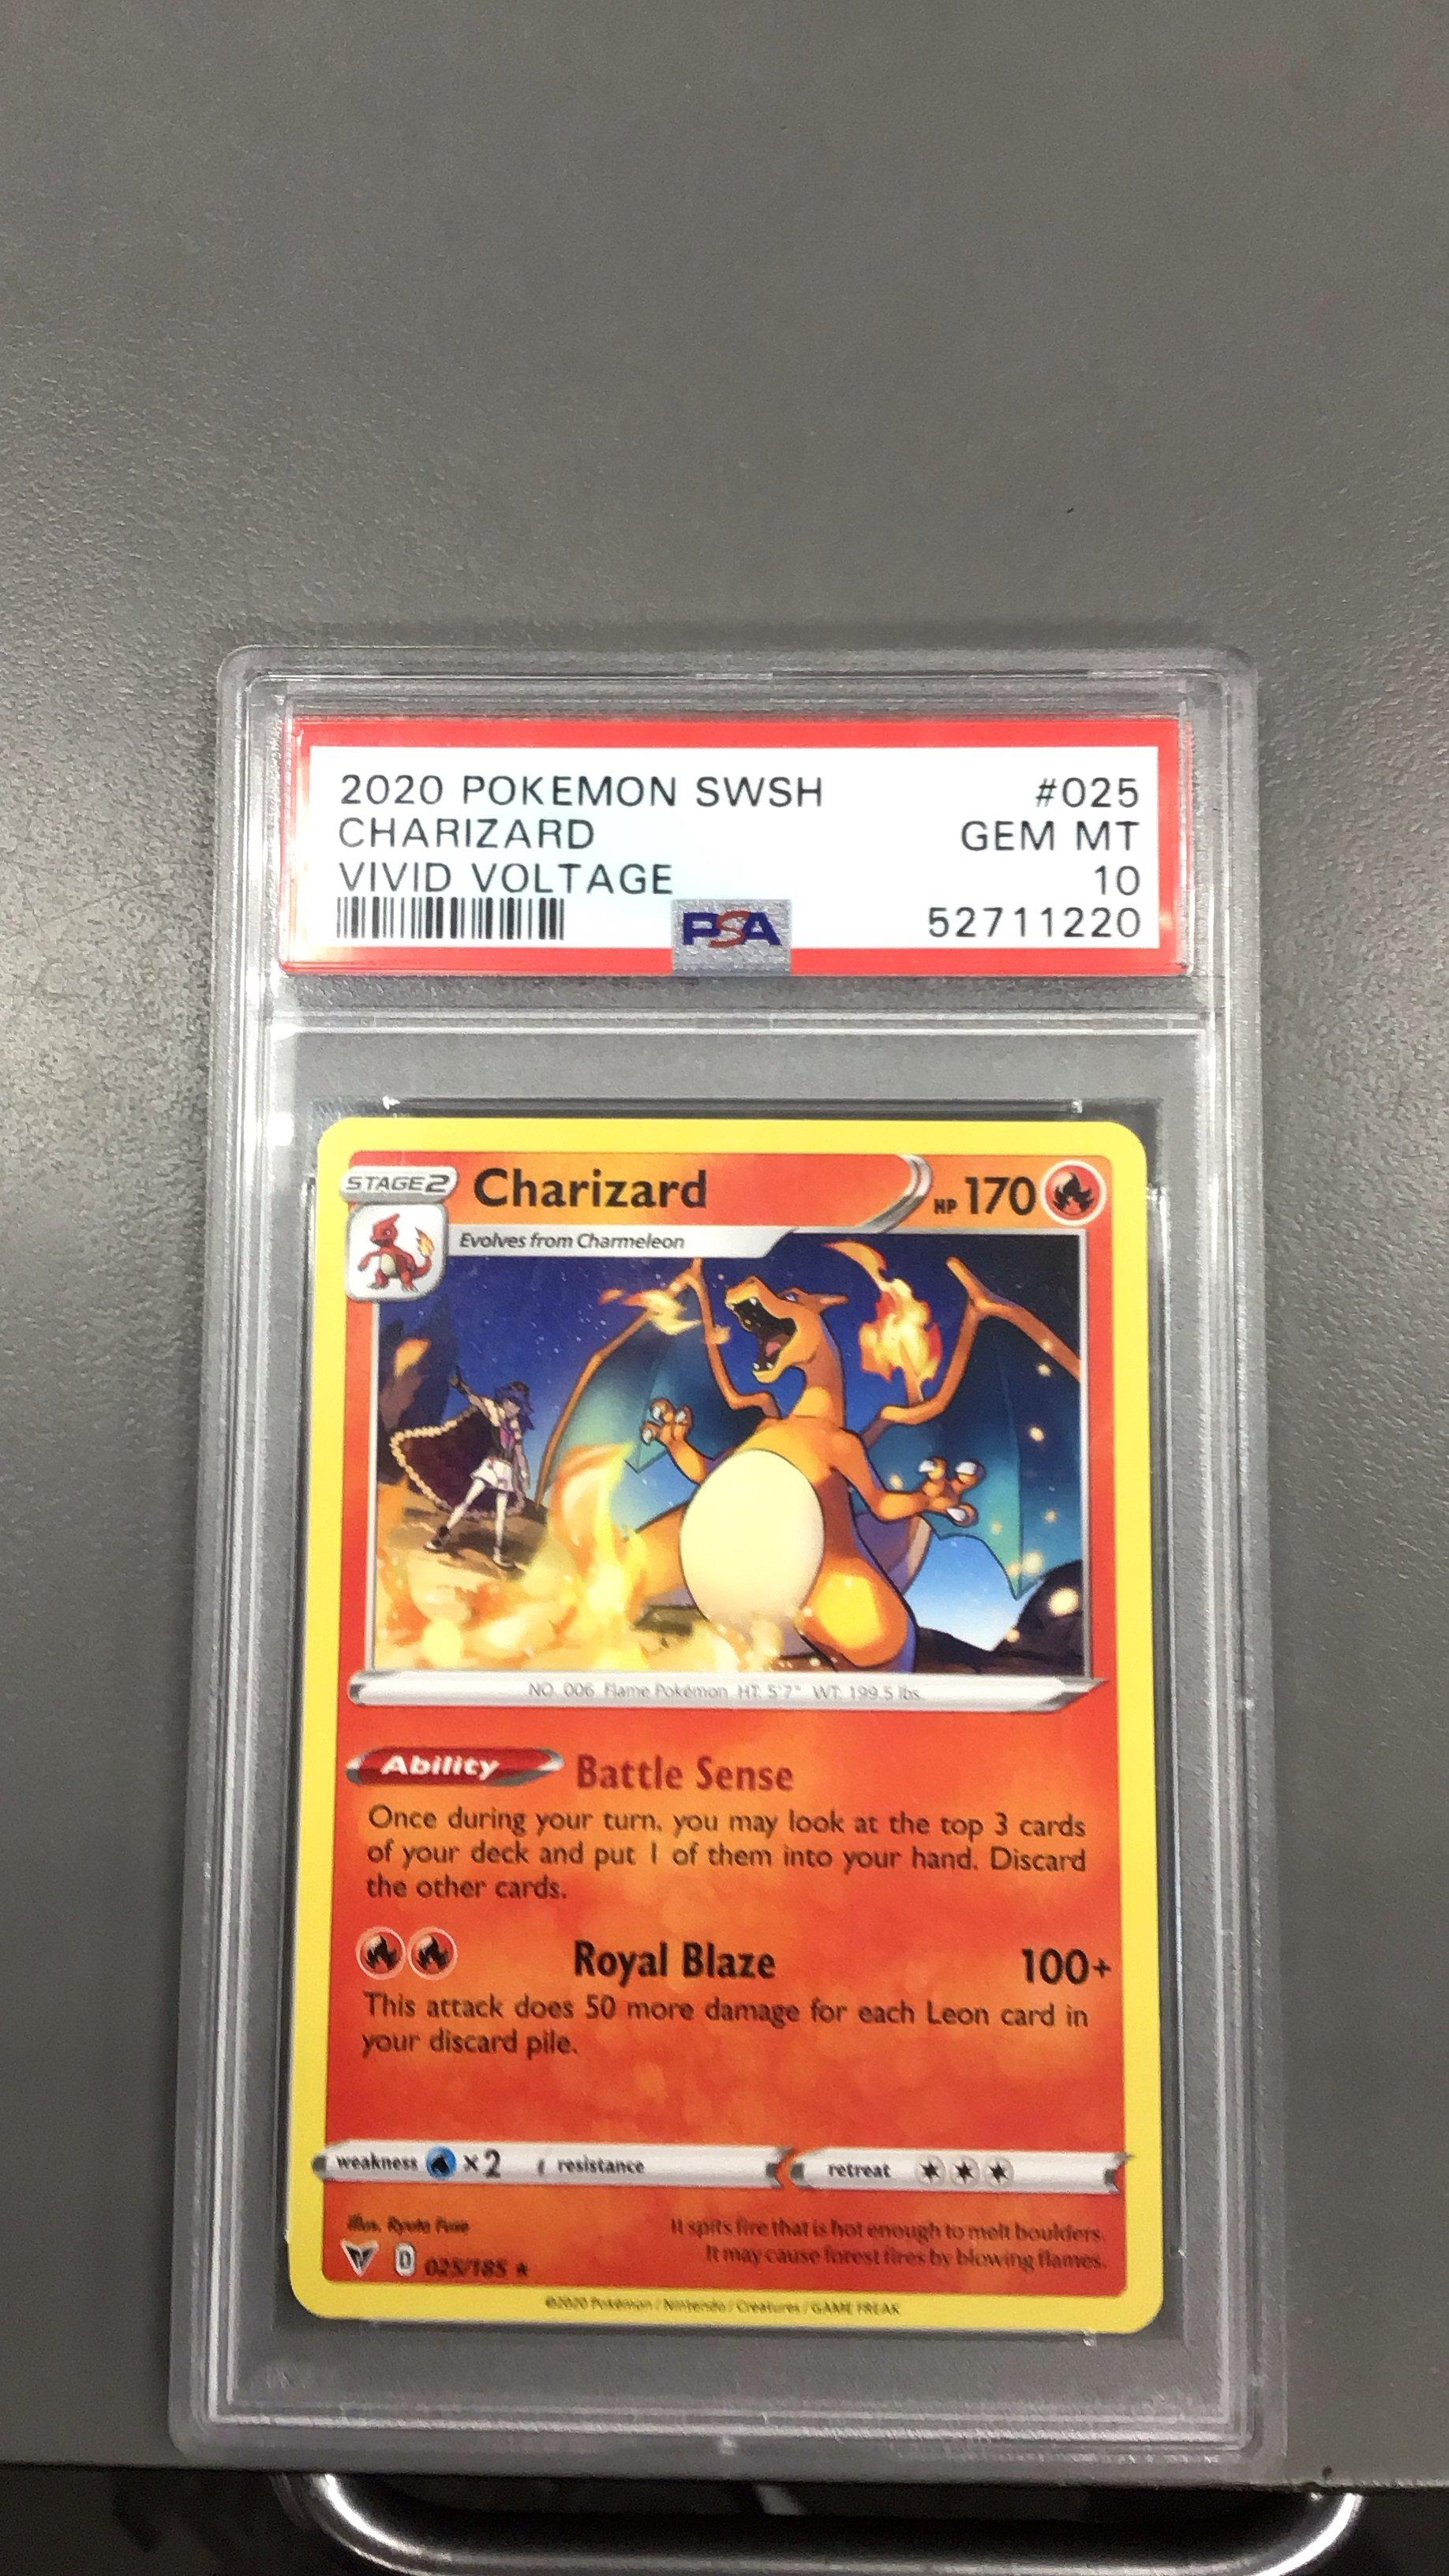 2020 POKEMON SWSH #025
CHARIZARD GEM MT
VIVID VOLTAGE 10
PSA 52711220
STAGE 2 Charizard HP 170
Evolves from Charmeleon
NO. 006 Flame Pokémon HT: 5'7" WT: 199.5 lbs.
Ability Battle Sense
Once during your turn, you may look at the top 3 cards
of your deck and put 1 of them into your hand. Discard
the other cards.
Royal Blaze 100+
This attack does 50 more damage for each Leon card in
your discard pile.
weakness ×2 resistance retreat
Illus. Ryuta Fuse
It spits fire that is hot enough to melt boulders.
D 025/185 ★
It may cause forest fires by blowing flames.
©2020 Pokémon / Nintendo / Creatures / GAME FREAK